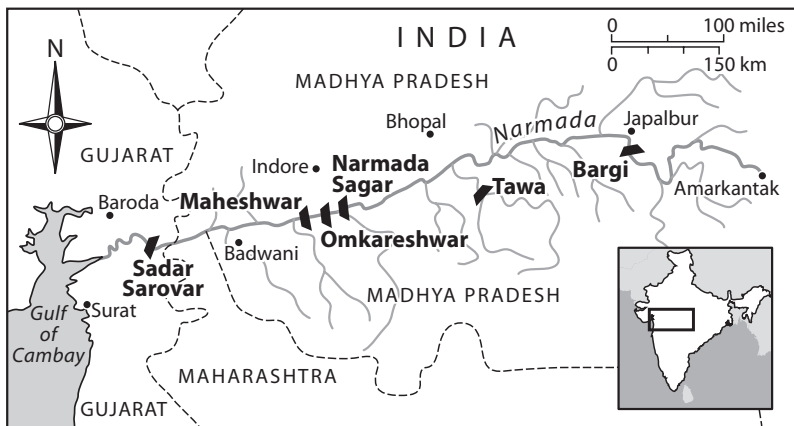 INDIA
0 100 miles
0 150 km
N
MADHYA PRADESH
Bhopal
Narmada
Japalbur
GUJARAT
Indore
Narmada
Sagar
Bargi
Amarkantak
Baroda
Maheshwar
Tawa
Omkareshwar
Badwani
Sadar
Sarovar
MADHYA PRADESH
Surat
Gulf
of
Cambay
MAHARASHTRA
GUJARAT